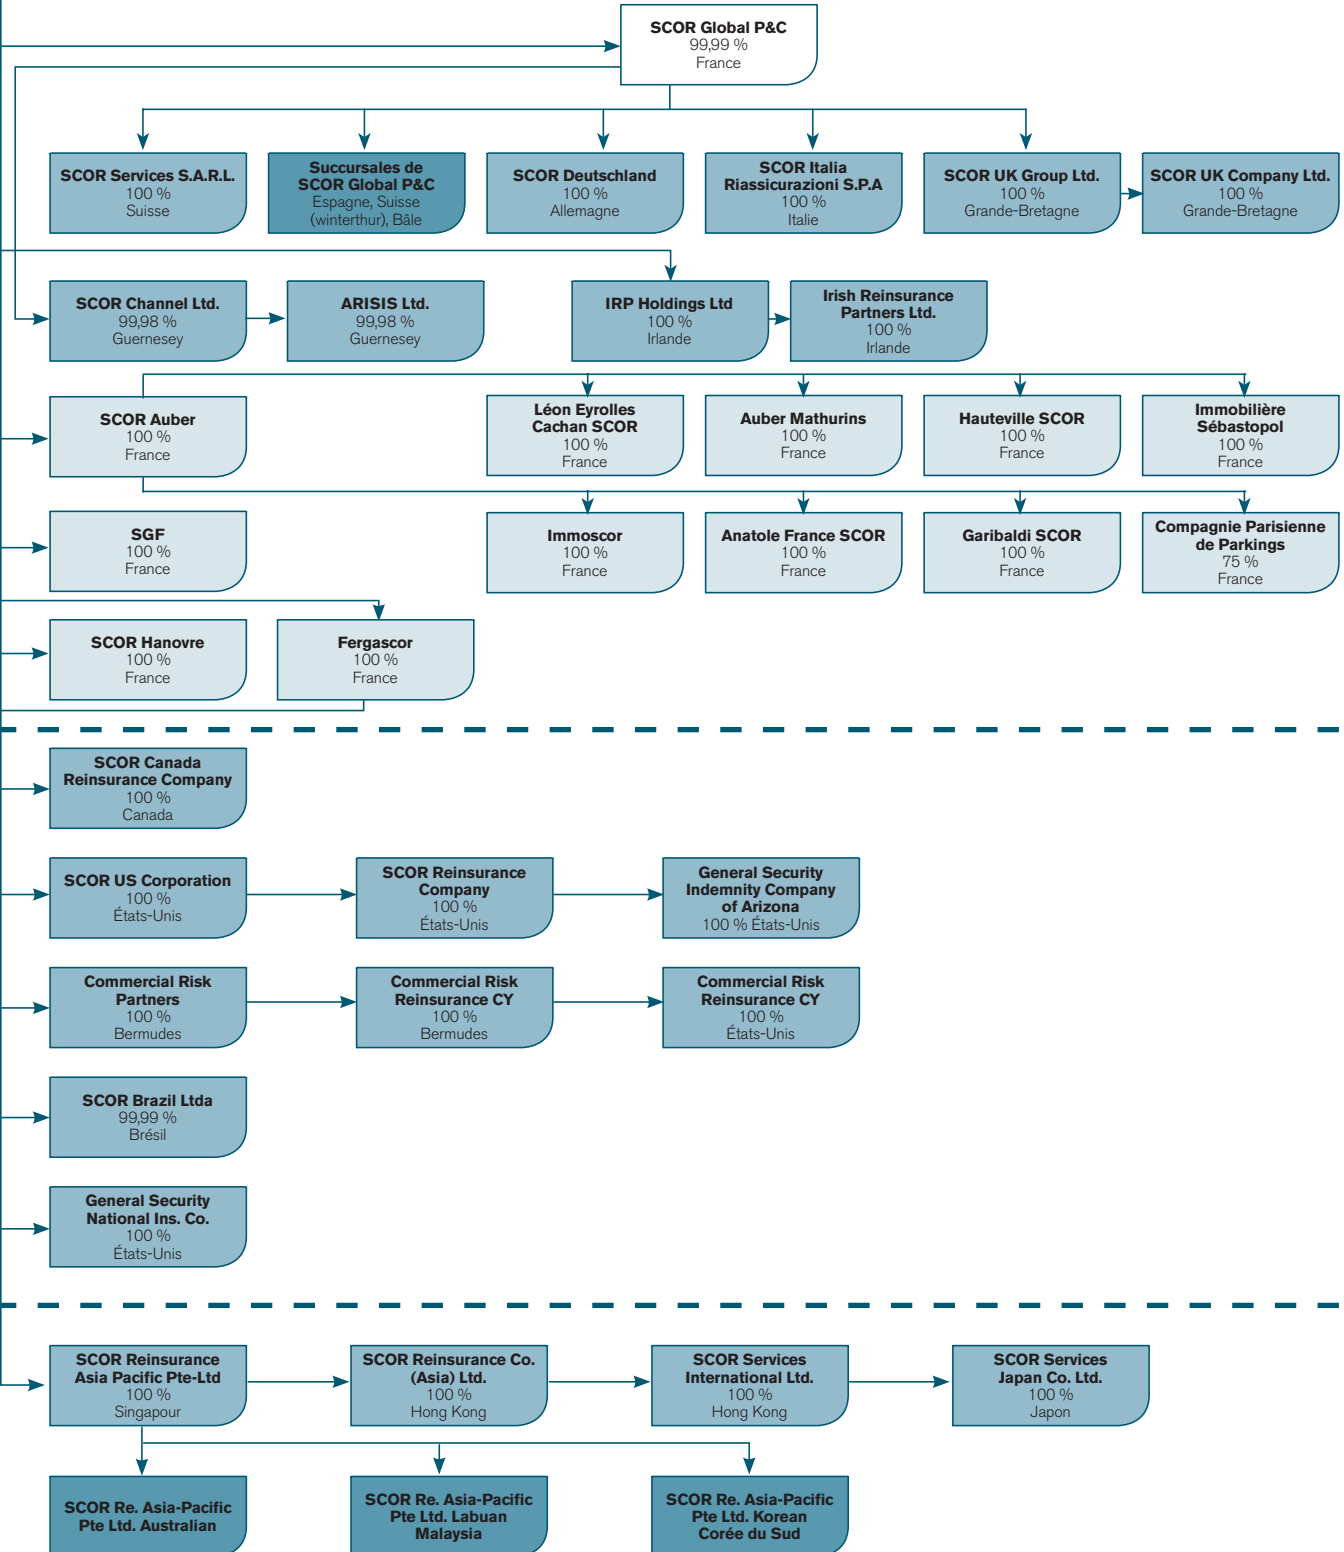 SCOR Global P&C
99,99 %
France
SCOR Services S.A.R.L.
100 %
Suisse
Succursales de
SCOR Global P&C
Espagne, Suisse
(winterthur), Bâle
SCOR Deutschland
100 %
Allemagne
SCOR Italia
Riassicurazioni S.P.A
100 %
Italie
SCOR UK Group Ltd.
100 %
Grande-Bretagne
SCOR UK Company Ltd.
100 %
Grande-Bretagne
SCOR Channel Ltd.
99,98 %
Guernesey
ARISIS Ltd.
99,98 %
Guernesey
IRP Holdings Ltd
100 %
Irlande
Irish Reinsurance
Partners Ltd.
100 %
Irlande
SCOR Auber
100 %
France
Léon Eyrolles
Cachan SCOR
100 %
France
Auber Mathurins
100 %
France
Hauteville SCOR
100 %
France
Immobilière
Sébastopol
100 %
France
SGF
100 %
France
Immoscor
100 %
France
Anatole France SCOR
100 %
France
Garibaldi SCOR
100 %
France
Compagnie Parisienne
de Parkings
75 %
France
SCOR Hanovre
100 %
France
Fergascor
100 %
France
SCOR Canada
Reinsurance Company
100 %
Canada
SCOR US Corporation
100 %
États-Unis
SCOR Reinsurance
Company
100 %
États-Unis
General Security
Indemnity Company
of Arizona
100 % États-Unis
Commercial Risk
Partners
100 %
Bermudes
Commercial Risk
Reinsurance CY
100 %
Bermudes
Commercial Risk
Reinsurance CY
100 %
États-Unis
SCOR Brazil Ltda
99,99 %
Brésil
General Security
National Ins. Co.
100 %
États-Unis
SCOR Reinsurance
Asia Pacific Pte-Ltd
100 %
Singapour
SCOR Reinsurance Co.
(Asia) Ltd.
100 %
Hong Kong
SCOR Services
International Ltd.
100 %
Hong Kong
SCOR Services
Japan Co. Ltd.
100 %
Japon
SCOR Re. Asia-Pacific
Pte Ltd. Australian
SCOR Re. Asia-Pacific
Pte Ltd. Labuan
Malaysia
SCOR Re. Asia-Pacific
Pte Ltd. Korean
Corée du Sud